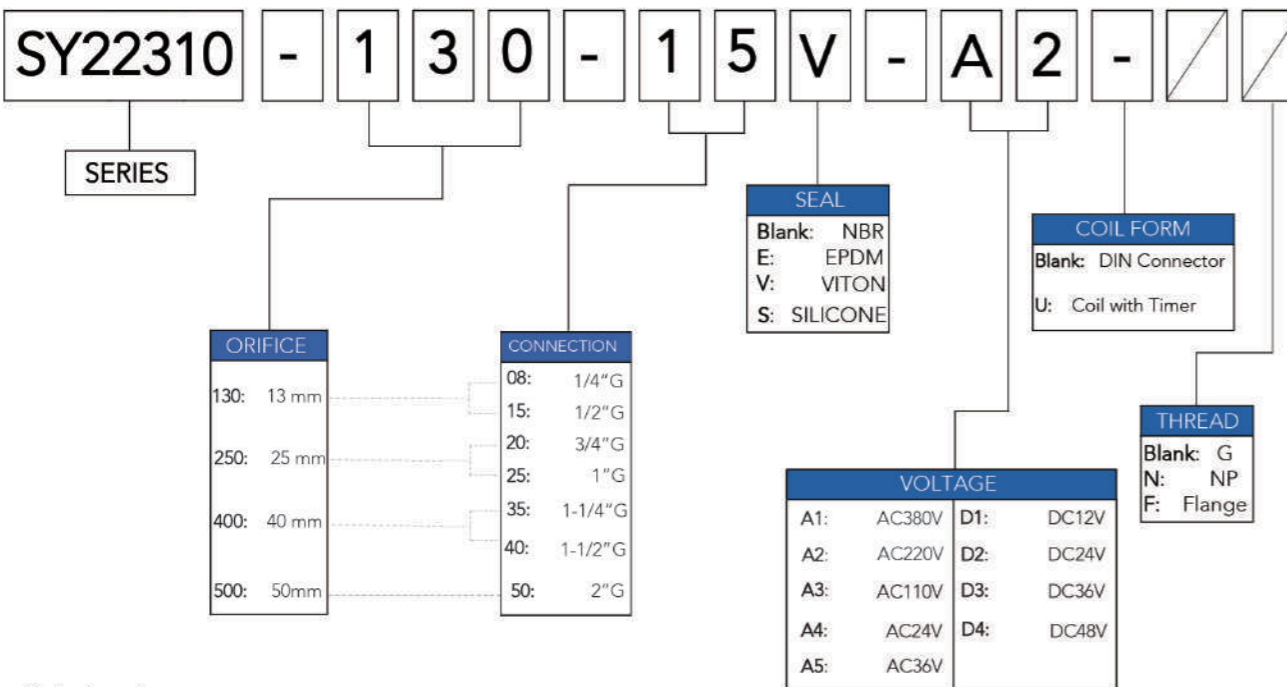 SY22310 - 1 3 0 - 1 5 V - A 2 -
SERIES
SEAL
Blank: NBR
E: EPDM
V: VITON
S: SILICONE
COIL FORM
Blank: DIN Connector
U: Coil with Timer
ORIFICE
130: 13 mm
250: 25 mm
400: 40 mm
500: 50mm
CONNECTION
08: 1/4"G
15: 1/2"G
20: 3/4"G
25: 1"G
35: 1-1/4"G
40: 1-1/2"G
50: 2"G
THREAD
Blank: G
N: NP
F: Flange
VOLTAGE
A1: AC380V D1: DC12V
A2: AC220V D2: DC24V
A3: AC110V D3: DC36V
A4: AC24V D4: DC48V
A5: AC36V